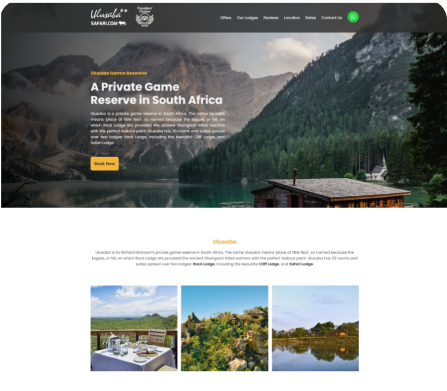 Ulusaba
SAFARI.COM
Travellers'
Choice
Offers Our Lodges Reviews Location Rates Contact Us
Ulusaba Game Reserve
A Private Game
Reserve in South Africa
Ulusaba is a private game reserve in South Africa. The name Ulusaba
means 'place of little fear', so named because the koppie, or hill, on
which Rock Lodge sits provided the ancient Shangaan tribal warriors
with the perfect lookout point. Ulusaba has 20 rooms and suites spread
over two lodges: Rock Lodge, including the beautiful Cliff Lodge, and
Safari Lodge.
Book Now
Ulusaba
Ulusaba is Sir Richard Branson's private game reserve in South Africa. The name Ulusaba means 'place of little fear', so named because the
koppie, or hill, on which Rock Lodge sits provided the ancient Shangaan tribal warriors with the perfect lookout point. Ulusaba has 20 rooms and
suites spread over two lodges: Rock Lodge, including the beautiful Cliff Lodge, and Safari Lodge.